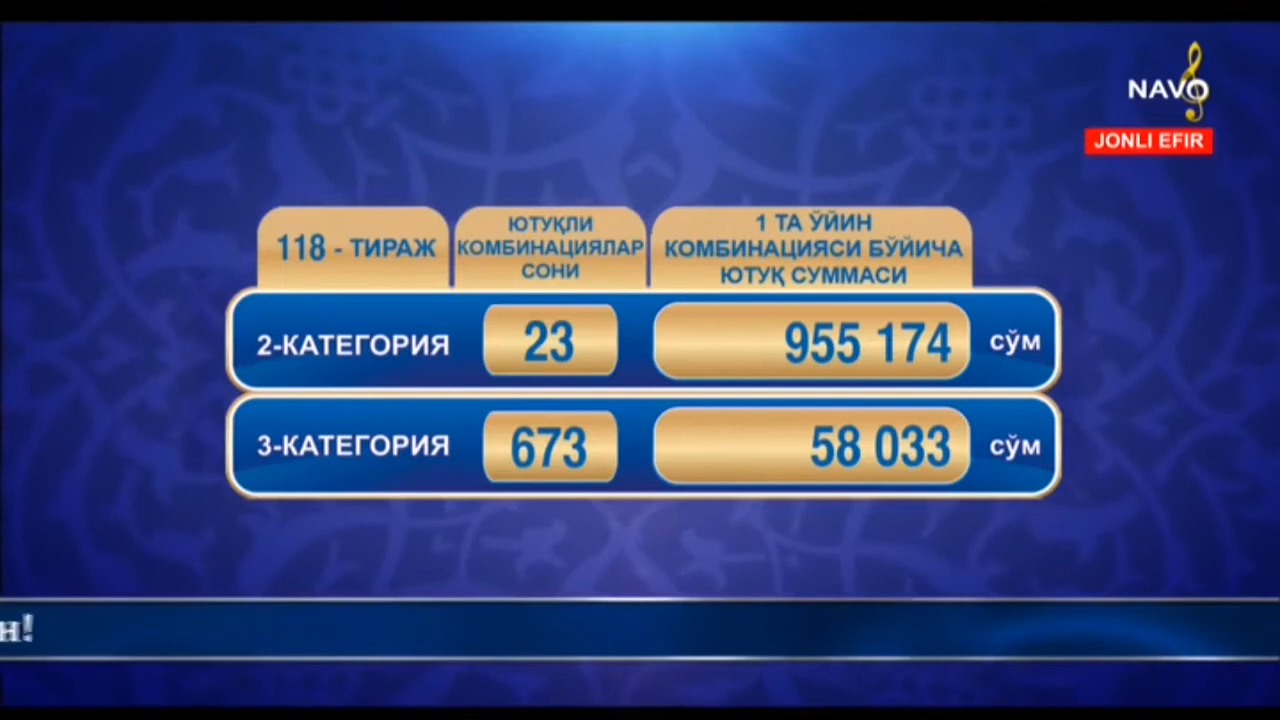 NAVO
JONLI EFIR
118 - ТИРАЖ
ЮТУҚЛИ
КОМБИНАЦИЯЛАР
СОНИ
1 ТА ЎЙИН
КОМБИНАЦИЯСИ БЎЙИЧА
ЮТУҚ СУММАСИ
2-КАТЕГОРИЯ 23 955 174 сўм
3-КАТЕГОРИЯ 673 58 033 сўм
н!